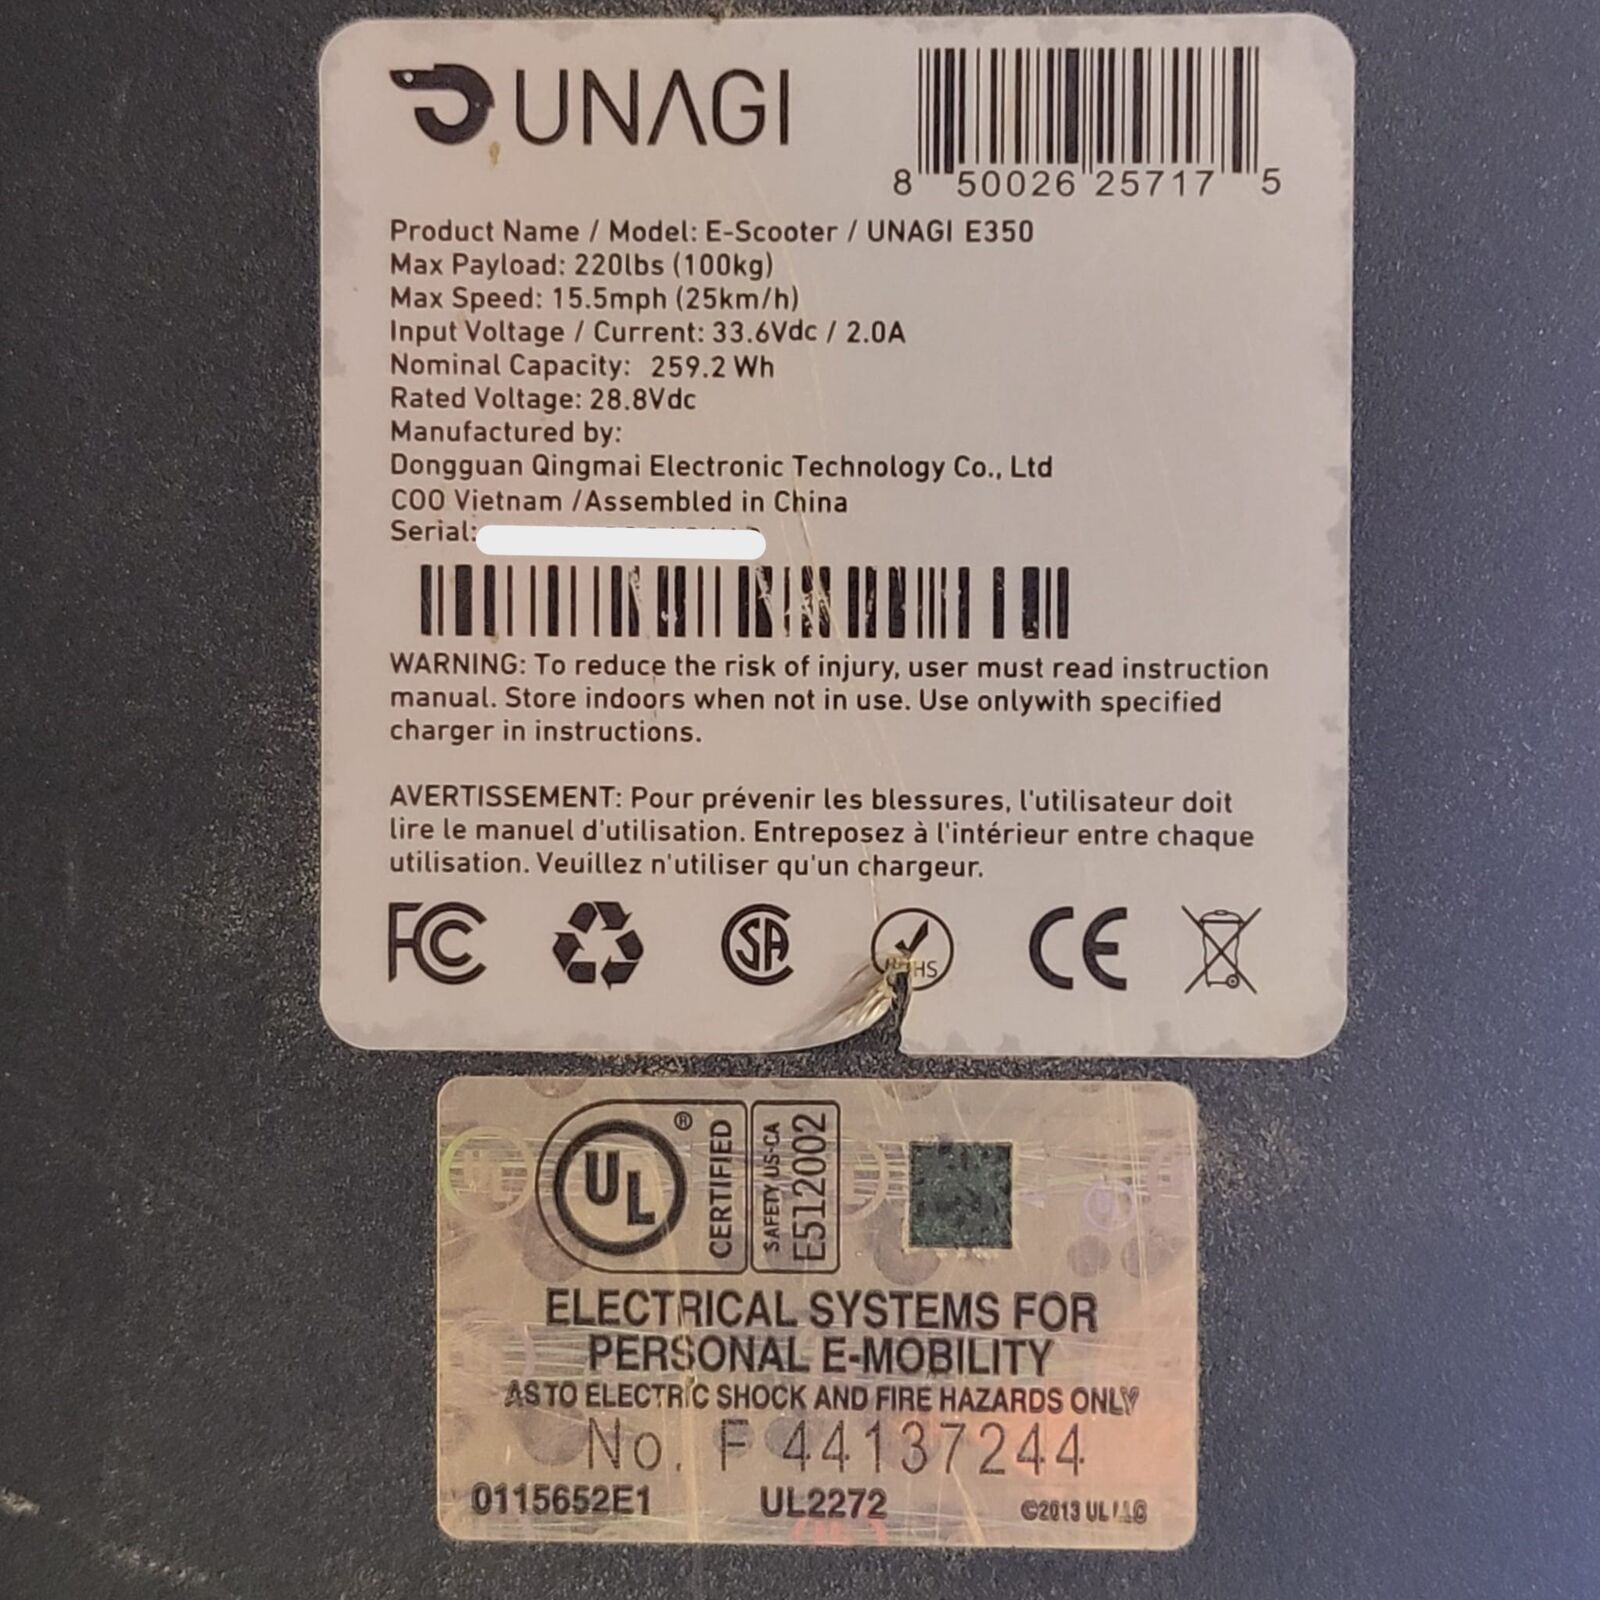 UNAGI
8 50026 25717 5
Product Name / Model: E-Scooter / UNAGI E350
Max Payload: 220lbs (100kg)
Max Speed: 15.5mph (25km/h)
Input Voltage / Current: 33.6Vdc / 2.0A
Nominal Capacity: 259.2 Wh
Rated Voltage: 28.8Vdc
Manufactured by:
Dongguan Qingmai Electronic Technology Co., Ltd
COO Vietnam /Assembled in China
Serial:
WARNING: To reduce the risk of injury, user must read instruction
manual. Store indoors when not in use. Use onlywith specified
charger in instructions.
AVERTISSEMENT: Pour prévenir les blessures, l'utilisateur doit
lire le manuel d'utilisation. Entreposez à l'intérieur entre chaque
utilisation. Veuillez n'utiliser qu'un chargeur.
FC SA CE
UL ® CERTIFIED SAFETY US-CA E512002
ELECTRICAL SYSTEMS FOR
PERSONAL E-MOBILITY
AS TO ELECTRIC SHOCK AND FIRE HAZARDS ONLY
No. F 44137244
0115652E1 UL2272 ©2013 UL